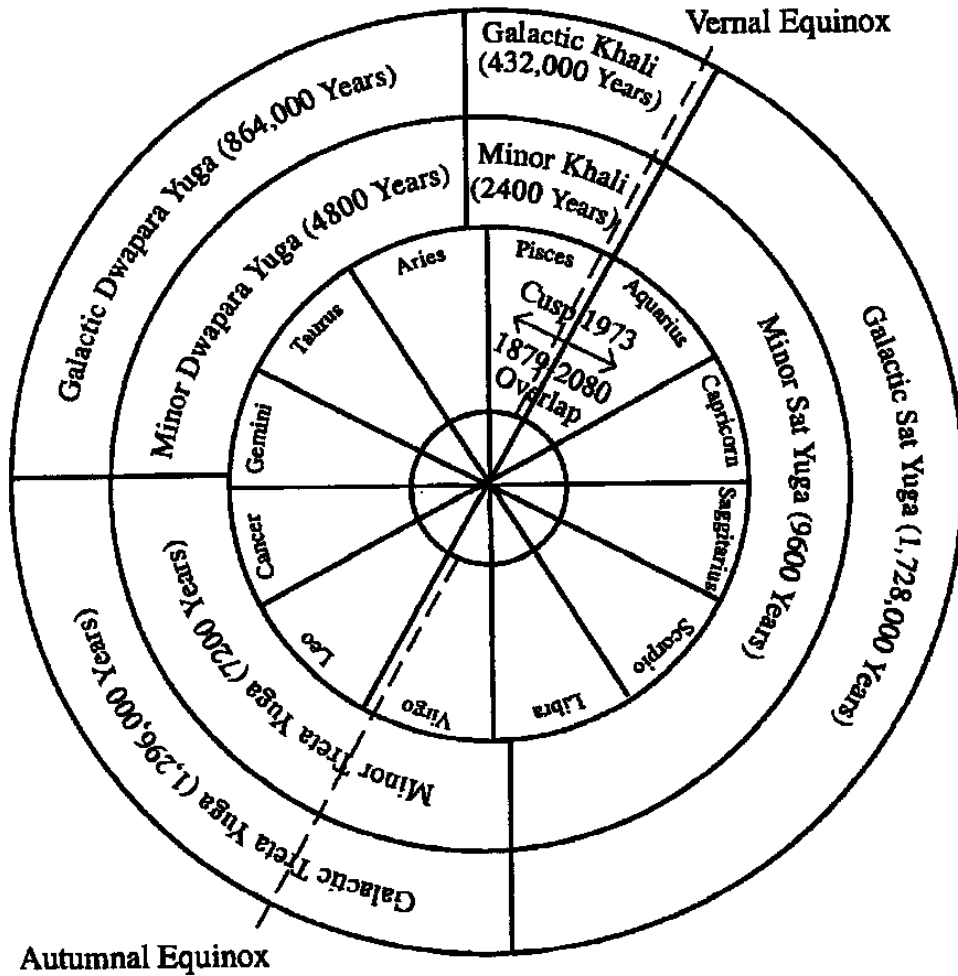 Vernal Equinox
Galactic Khali
(432,000 Years)
Galactic Dwapara Yuga (864,000 Years)
Minor Khali
(2400 Years)
Minor Dwapara Yuga (4800 Years)
Minor Sat Yuga (9600 Years)
Galactic Sat Yuga (1,728,000 Years)
Aries
Pisces
Taurus
Aquarius
Cusp 1973
1879 2080
Overlap
Gemini
Capricorn
Cancer
Saggitarius
Leo
Scorpio
Virgo
Libra
Minor Treta Yuga (7200 Years)
Galactic Treta Yuga (1,296,000 Years)
Autumnal Equinox